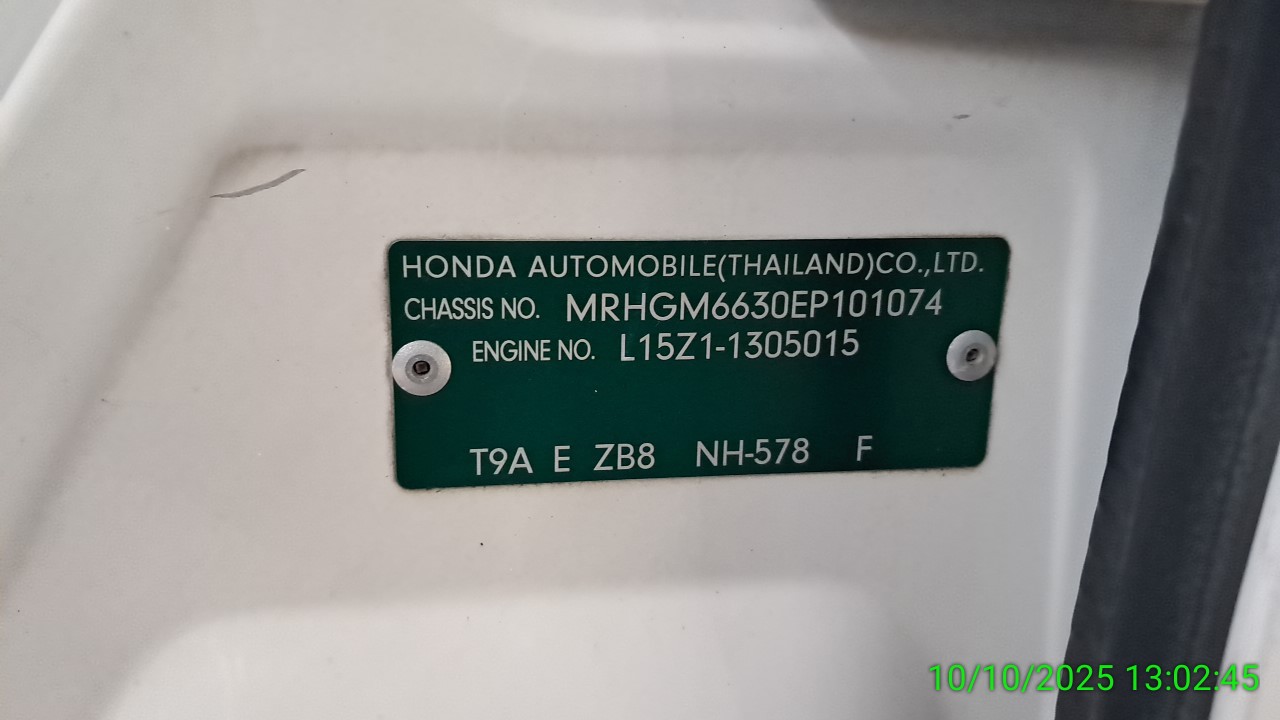 HONDA AUTOMOBILE(THAILAND)CO.,LTD.
CHASSIS NO. MRHGM6630EP101074
ENGINE NO. L15Z1-1305015
T9A E ZB8 NH-578 F
10/10/2025 13:02:45